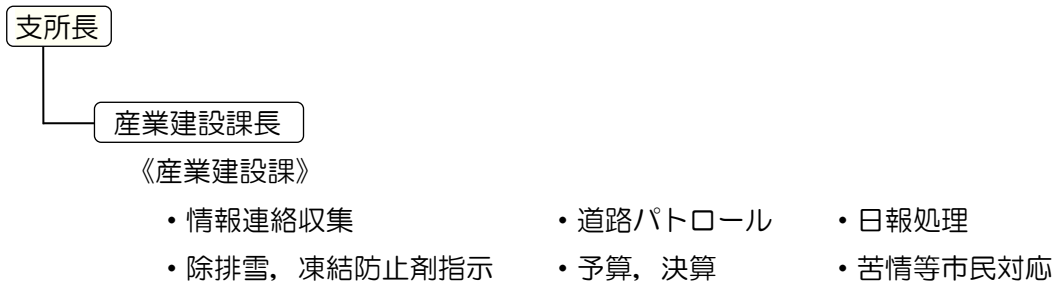 支所長
産業建設課長
《産業建設課》
・情報連絡収集 ・道路パトロール ・日報処理
・除排雪，凍結防止剤指示 ・予算，決算 ・苦情等市民対応